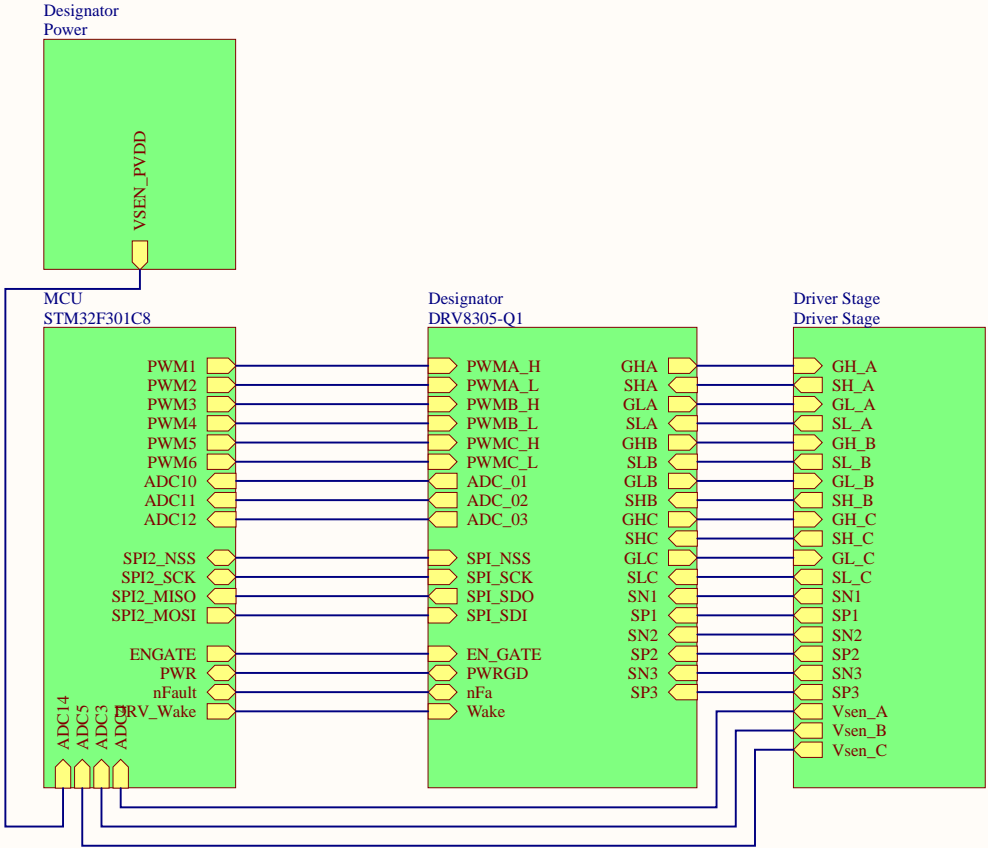 Designator
Power
VSEN_PVDD
MCU
STM32F301C8
PWM1
PWM2
PWM3
PWM4
PWM5
PWM6
ADC10
ADC11
ADC12
SPI2_NSS
SPI2_SCK
SPI2_MISO
SPI2_MOSI
ENGATE
PWR
nFault
DRV_Wake
ADC14
ADC5
ADC3
Designator
DRV8305-Q1
PWMA_H
PWMA_L
PWMB_H
PWMB_L
PWMC_H
PWMC_L
ADC_01
ADC_02
ADC_03
SPI_NSS
SPI_SCK
SPI_SDO
SPI_SDI
EN_GATE
PWRGD
nFa
Wake
GHA
SHA
GLA
SLA
GHB
SLB
GLB
SHB
GHC
SHC
GLC
SLC
SN1
SP1
SN2
SP2
SN3
SP3
Driver Stage
Driver Stage
GH_A
SH_A
GL_A
SL_A
GH_B
SL_B
GL_B
SH_B
GH_C
SH_C
GL_C
SL_C
SN1
SP1
SN2
SP2
SN3
SP3
Vsen_A
Vsen_B
Vsen_C